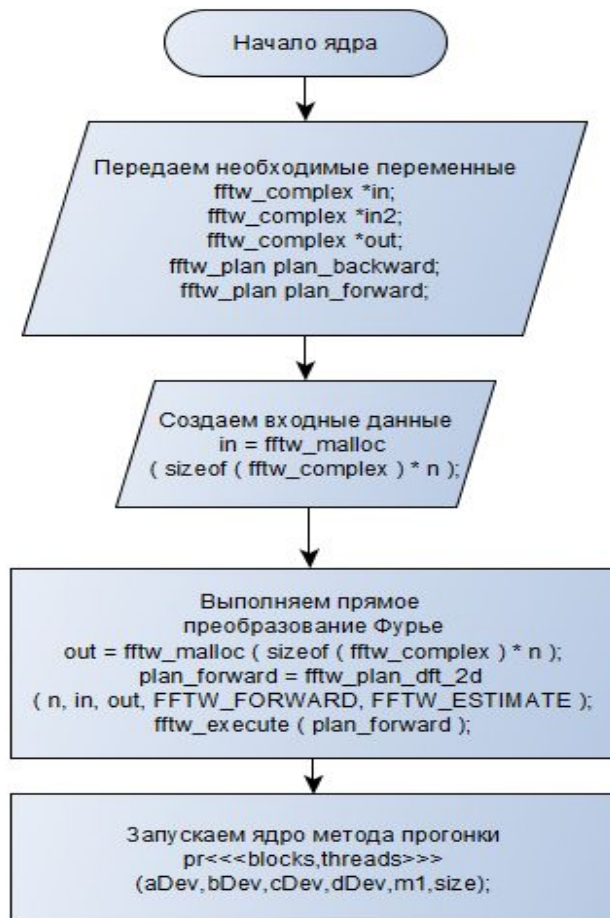 Начало ядра
Передаем необходимые переменные
fftw_complex *in;
fftw_complex *in2;
fftw_complex *out;
fftw_plan plan_backward;
fftw_plan plan_forward;
Создаем входные данные
in = fftw_malloc
( sizeof ( fftw_complex ) * n );
Выполняем прямое
преобразование Фурье
out = fftw_malloc ( sizeof ( fftw_complex ) * n );
plan_forward = fftw_plan_dft_2d
( n, in, out, FFTW_FORWARD, FFTW_ESTIMATE );
fftw_execute ( plan_forward );
Запускаем ядро метода прогонки
pr<<<blocks,threads>>>
(aDev,bDev,cDev,dDev,m1,size);